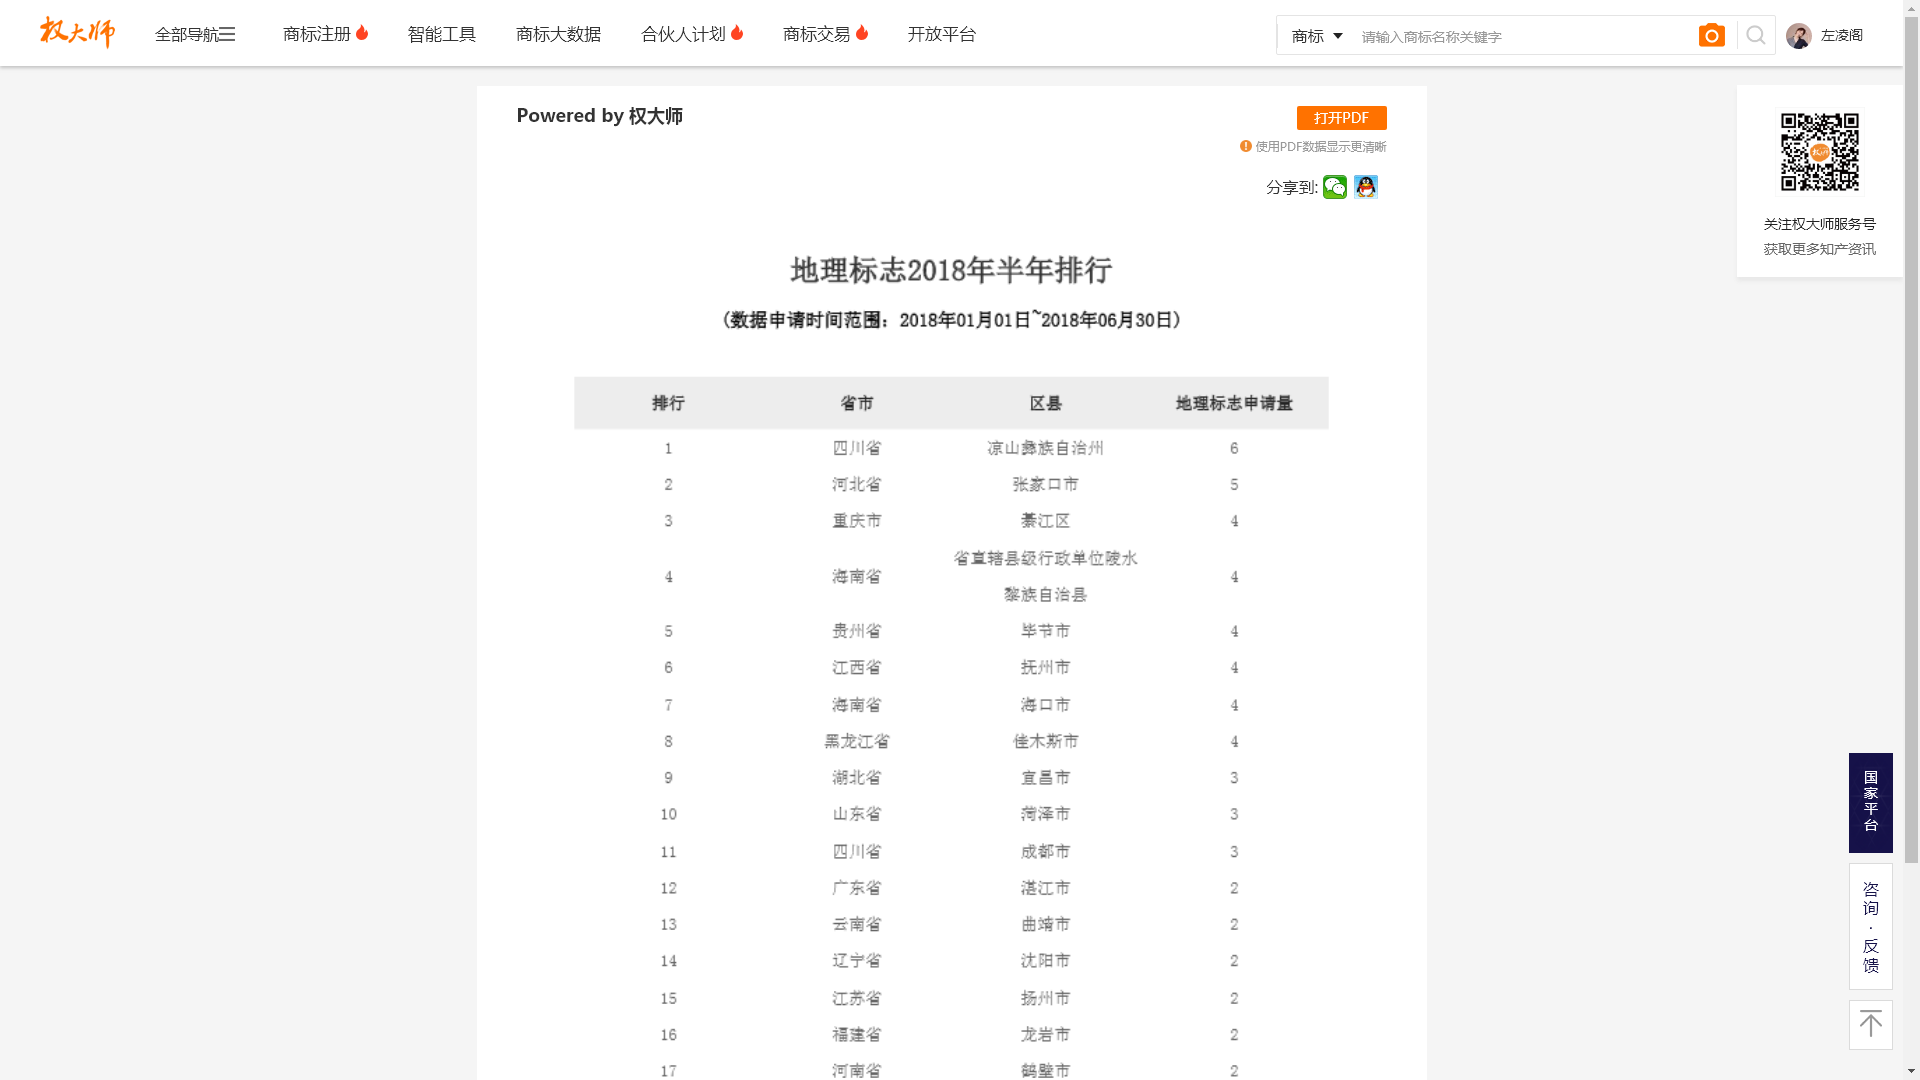 权大师
全部导航
商标注册
智能工具
商标大数据
合伙人计划
商标交易
开放平台
商标
请输入商标名称关键字
左凌阁
Powered by 权大师
打开PDF
使用PDF数据显示更清晰
分享到:
关注权大师服务号
获取更多知产资讯
地理标志2018年半年排行
(数据申请时间范围：2018年01月01日~2018年06月30日)
排行 省市 区县 地理标志申请量
1 四川省 凉山彝族自治州 6
2 河北省 张家口市 5
3 重庆市 綦江区 4
4 海南省 省直辖县级行政单位陵水黎族自治县 4
5 贵州省 毕节市 4
6 江西省 抚州市 4
7 海南省 海口市 4
8 黑龙江省 佳木斯市 4
9 湖北省 宜昌市 3
10 山东省 菏泽市 3
11 四川省 成都市 3
12 广东省 湛江市 2
13 云南省 曲靖市 2
14 辽宁省 沈阳市 2
15 江苏省 扬州市 2
16 福建省 龙岩市 2
17 河南省 鹤壁市 2
国家平台
咨询·反馈